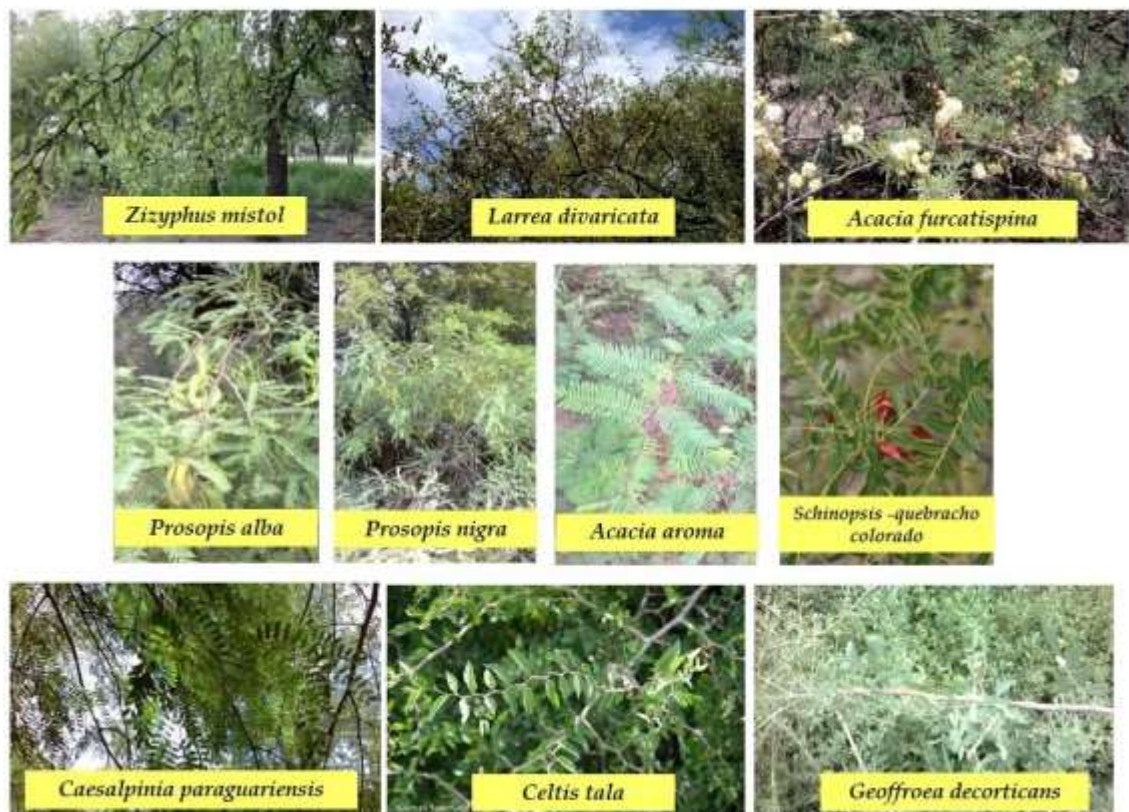 Zizyphus mistol
Larrea divaricata
Acacia furcatispina
Prosopis alba
Prosopis nigra
Acacia aroma
Schinopsis -quebracho
colorado
Caesalpinia paraguariensis
Celtis tala
Geoffroea decorticans